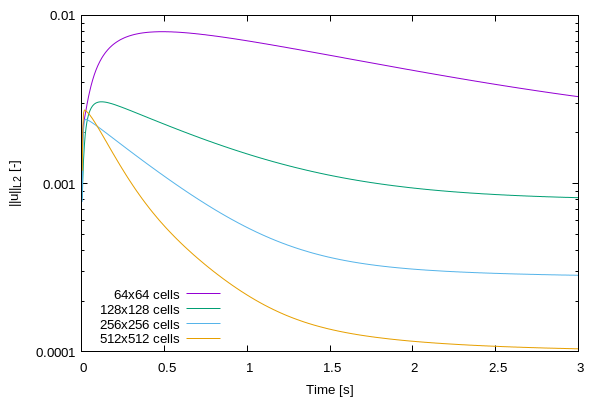 0.01
0.001
0.0001
||u||L2 [-]
64x64 cells
128x128 cells
256x256 cells
512x512 cells
0 0.5 1 1.5 2 2.5 3
Time [s]